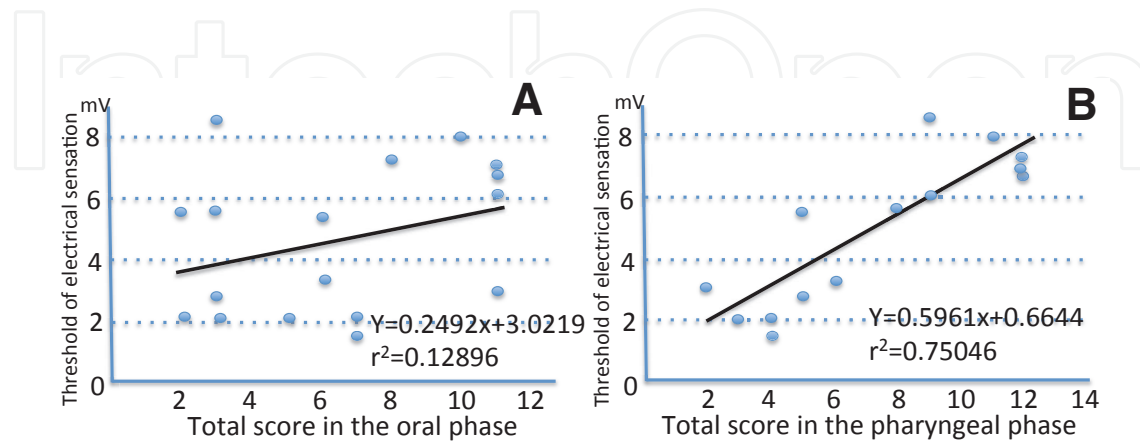 IntechOpen
A
mV
Threshold of electrical sensation
8
6
4
2
0
Y=0.2492x+3.0219
r²=0.12896
2 4 6 8 10 12
Total score in the oral phase
B
mV
Threshold of electrical sensation
8
6
4
2
0
Y=0.5961x+0.6644
r²=0.75046
2 4 6 8 10 12 14
Total score in the pharyngeal phase